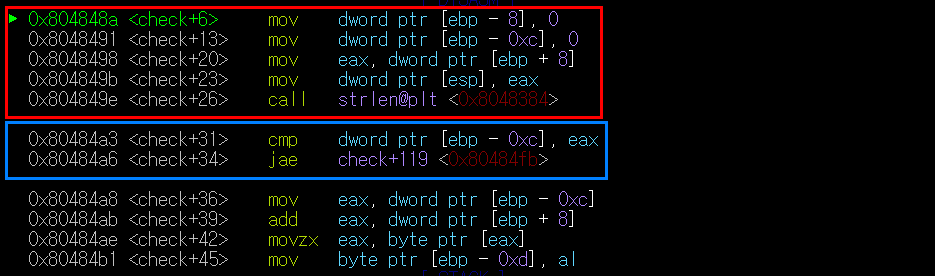 ► 0x804848a <check+6> mov dword ptr [ebp - 8], 0
0x8048491 <check+13> mov dword ptr [ebp - 0xc], 0
0x8048498 <check+20> mov eax, dword ptr [ebp + 8]
0x804849b <check+23> mov dword ptr [esp], eax
0x804849e <check+26> call strlen@plt <0x8048384>
0x80484a3 <check+31> cmp dword ptr [ebp - 0xc], eax
0x80484a6 <check+34> jae check+119 <0x80484fb>
0x80484a8 <check+36> mov eax, dword ptr [ebp - 0xc]
0x80484ab <check+39> add eax, dword ptr [ebp + 8]
0x80484ae <check+42> movzx eax, byte ptr [eax]
0x80484b1 <check+45> mov byte ptr [ebp - 0xd], al